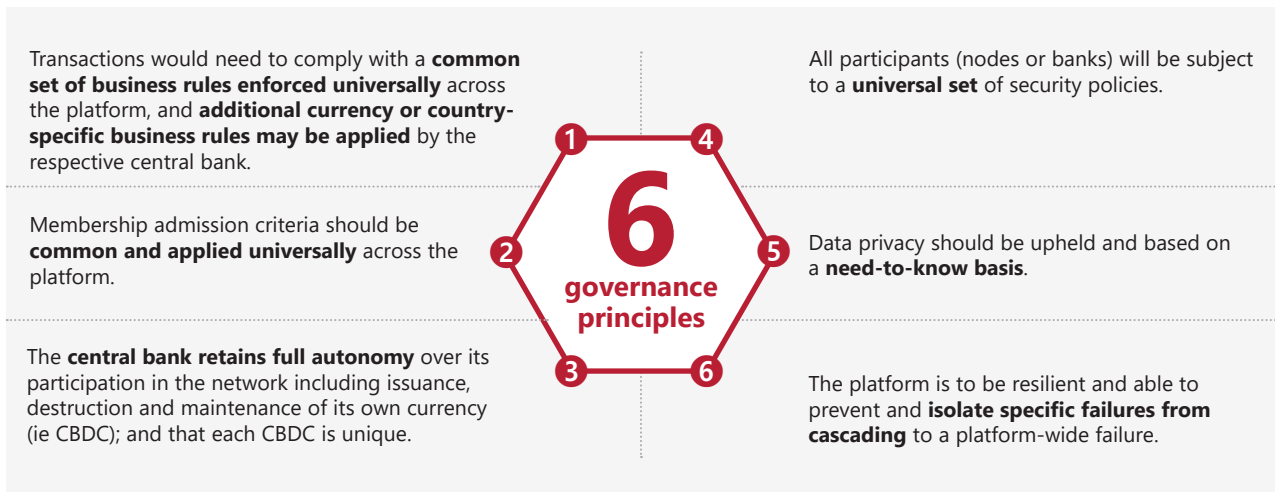 Transactions would need to comply with a common
set of business rules enforced universally across
the platform, and additional currency or country-
specific business rules may be applied by the
respective central bank.
Membership admission criteria should be
common and applied universally across the
platform.
The central bank retains full autonomy over its
participation in the network including issuance,
destruction and maintenance of its own currency
(ie CBDC); and that each CBDC is unique.
1
2
3
6
governance
principles
4
5
6
All participants (nodes or banks) will be subject
to a universal set of security policies.
Data privacy should be upheld and based on
a need-to-know basis.
The platform is to be resilient and able to
prevent and isolate specific failures from
cascading to a platform-wide failure.